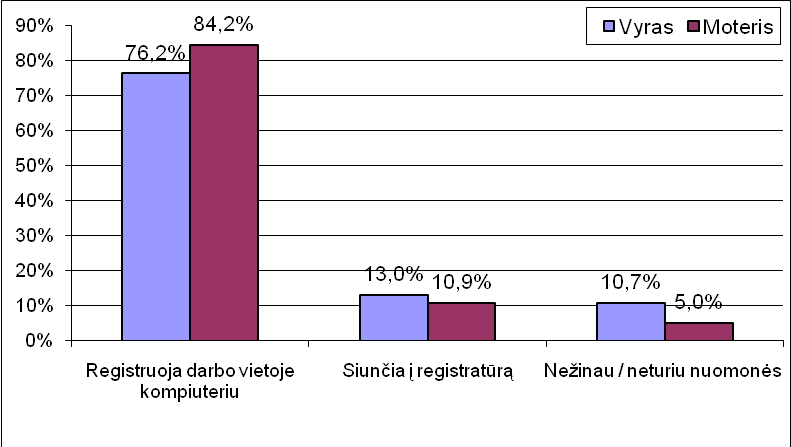 90%
80%
70%
60%
50%
40%
30%
20%
10%
0%
Vyras Moteris
76,2% 84,2%
13,0% 10,9%
10,7% 5,0%
Registruoja darbo vietoje
kompiuteriu
Siunčia į registratūrą
Nežinau / neturiu nuomonės